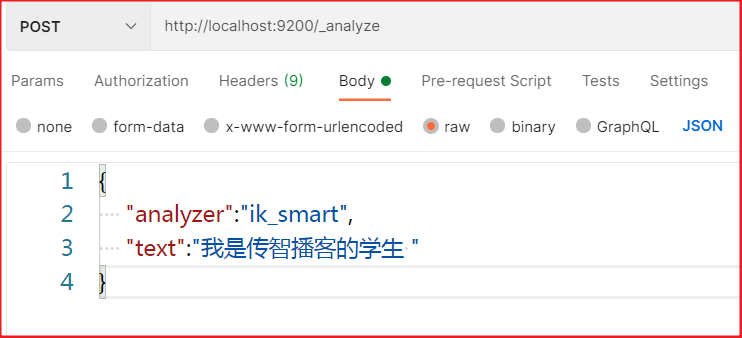 POST http://localhost:9200/_analyze
Params Authorization Headers (9) Body Pre-request Script Tests Settings
none form-data x-www-form-urlencoded raw binary GraphQL JSON
1 {
2 "analyzer":"ik_smart",
3 "text":"我是传智播客的学生 "
4 }